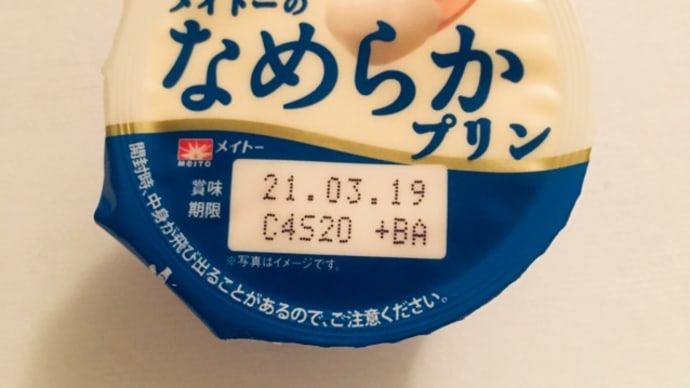 メイトーの
なめらか
プリン
MEITO
メイトー
賞味
期限
21.03.19
C4S20 +BA
※写真はイメージです。
開封時、中身が飛び出ることがあるので、ご注意ください。